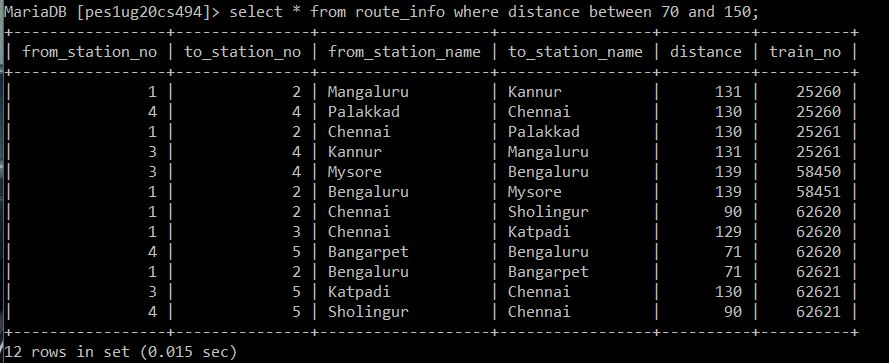 MariaDB [pes1ug20cs494]> select * from route_info where distance between 70 and 150;
+-----------------+---------------+-------------------+-----------------+----------+----------+
| from_station_no | to_station_no | from_station_name | to_station_name | distance | train_no |
+-----------------+---------------+-------------------+-----------------+----------+----------+
|               1 |             2 | Mangaluru         | Kannur          |      131 |    25260 |
|               4 |             4 | Palakkad          | Chennai         |      130 |    25260 |
|               1 |             2 | Chennai           | Palakkad        |      130 |    25261 |
|               3 |             4 | Kannur            | Mangaluru       |      131 |    25261 |
|               3 |             4 | Mysore            | Bengaluru       |      139 |    58450 |
|               1 |             2 | Bengaluru         | Mysore          |      139 |    58451 |
|               1 |             2 | Chennai           | Sholingur       |       90 |    62620 |
|               1 |             3 | Chennai           | Katpadi         |      129 |    62620 |
|               4 |             5 | Bangarpet         | Bengaluru       |       71 |    62620 |
|               1 |             2 | Bengaluru         | Bangarpet       |       71 |    62621 |
|               3 |             5 | Katpadi           | Chennai         |      130 |    62621 |
|               4 |             5 | Sholingur         | Chennai         |       90 |    62621 |
+-----------------+---------------+-------------------+-----------------+----------+----------+
12 rows in set (0.015 sec)